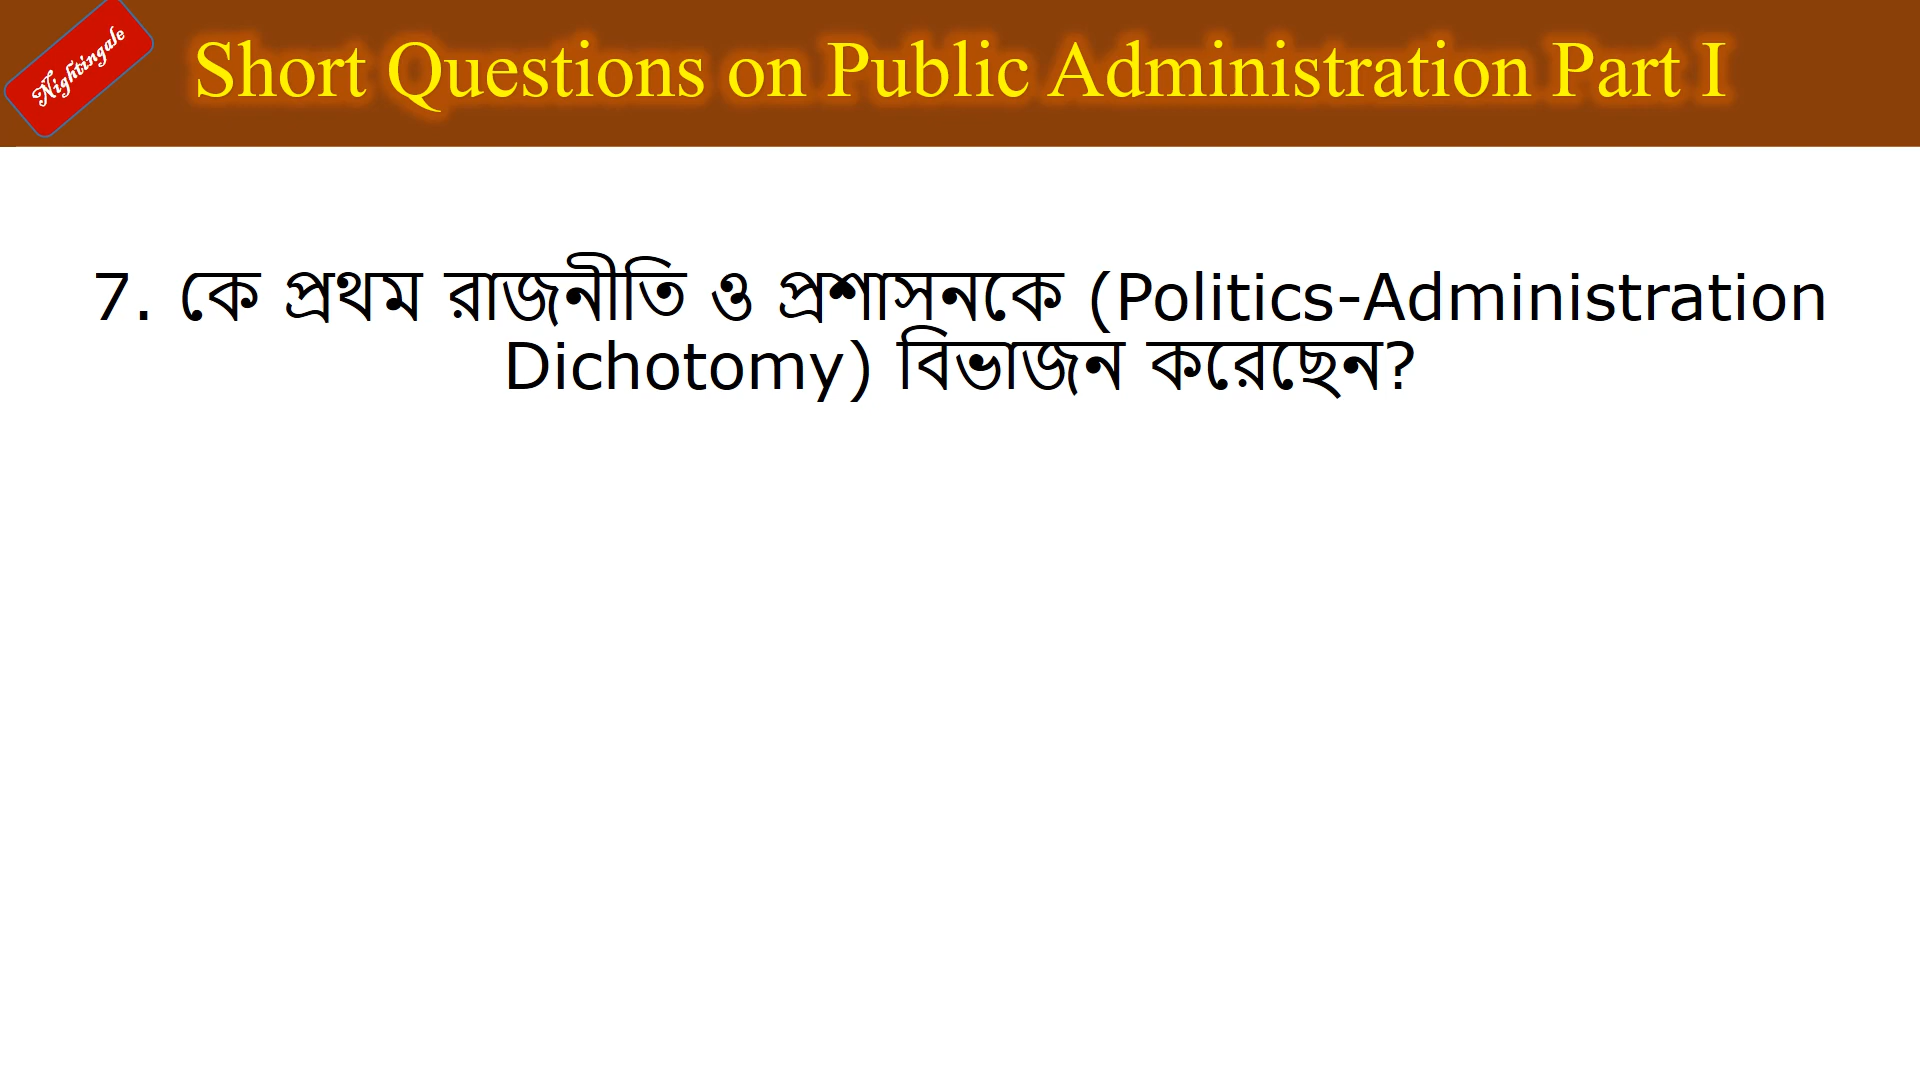 Nightingale
Short Questions on Public Administration Part I
7. কে প্রথম রাজনীতি ও প্রশাসনকে (Politics-Administration
Dichotomy) বিভাজন করেছেন?